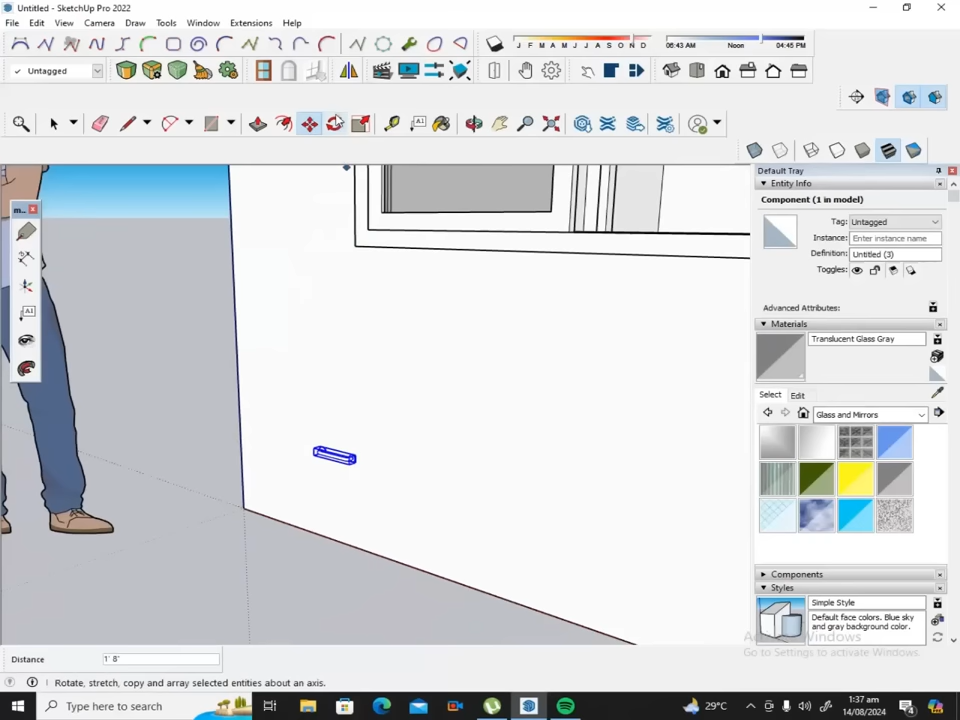 Untitled - SketchUp Pro 2022
File Edit View Camera Draw Tools Window Extensions Help
J F M A M J J A S O N D
06:43 AM Noon 04:45 PM
Untagged
m...
A1
Default Tray
Entity Info
Component (1 in model)
Tag: Untagged
Instance: Enter instance name
Definition: Untitled (3)
Toggles:
Advanced Attributes:
Materials
Translucent Glass Gray
Select Edit
Glass and Mirrors
Components
Styles
Simple Style
Default face colors. Blue sky
and gray background color.
Activate Windows
Go to Settings to activate Windows.
Distance 1' 8"
Rotate, stretch, copy and array selected entities about an axis.
Type here to search
29°C
1:37 pm
14/08/2024
4